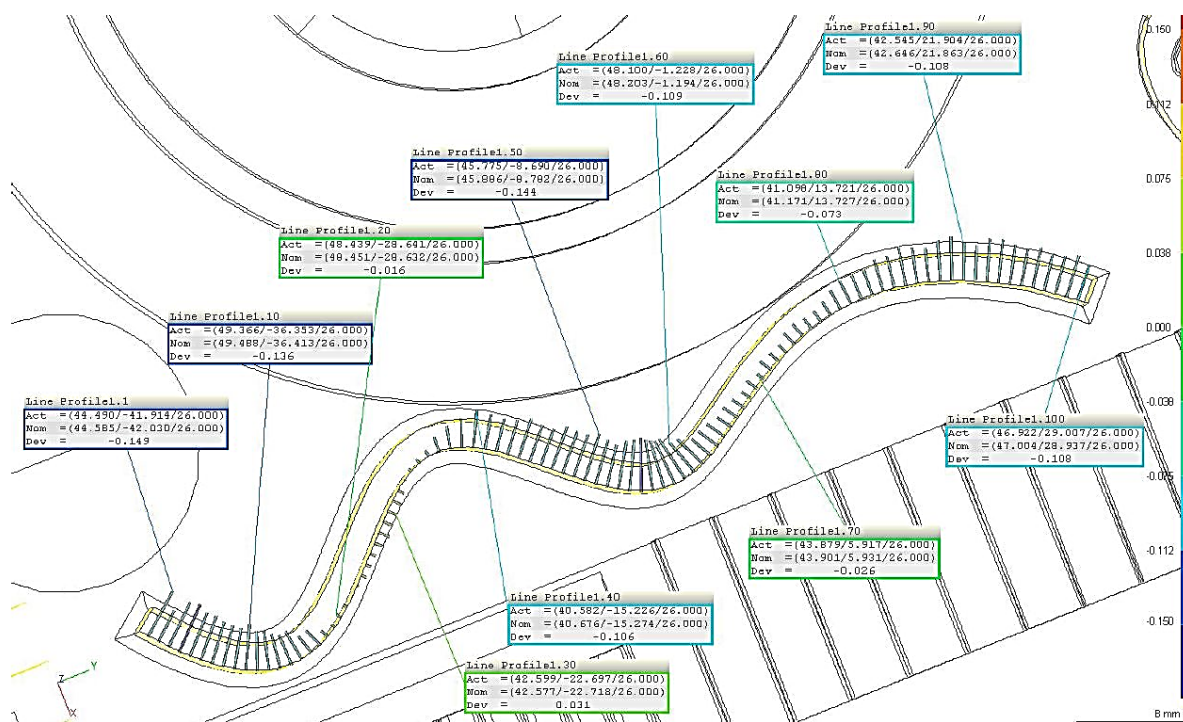 Line Profile1.90
Act =(42.545/21.904/26.000)
Nom =(42.646/21.863/26.000)
Dev = -0.108
Line Profile1.60
Act =(48.100/-1.228/26.000)
Nom =(48.203/-1.194/26.000)
Dev = -0.109
Line Profile1.50
Act =(45.775/-8.690/26.000)
Nom =(45.886/-8.782/26.000)
Dev = -0.144
Line Profile1.80
Act =(41.098/13.721/26.000)
Nom =(41.171/13.727/26.000)
Dev = -0.073
Line Profile1.20
Act =(48.439/-28.641/26.000)
Nom =(48.451/-28.632/26.000)
Dev = -0.016
Line Profile1.10
Act =(49.366/-36.353/26.000)
Nom =(49.488/-36.413/26.000)
Dev = -0.136
Line Profile1.1
Act =(44.490/-41.914/26.000)
Nom =(44.585/-42.030/26.000)
Dev = -0.149
Line Profile1.100
Act =(46.922/29.007/26.000)
Nom =(47.004/28.937/26.000)
Dev = -0.108
Line Profile1.70
Act =(43.879/5.917/26.000)
Nom =(43.901/5.931/26.000)
Dev = -0.026
Line Profile1.40
Act =(40.582/-15.226/26.000)
Nom =(40.676/-15.274/26.000)
Dev = -0.106
Line Profile1.30
Act =(42.599/-22.697/26.000)
Nom =(42.577/-22.718/26.000)
Dev = 0.031
0.150
0.112
0.075
0.038
0.000
-0.038
-0.075
-0.112
-0.150
Z
Y
X
8 mm